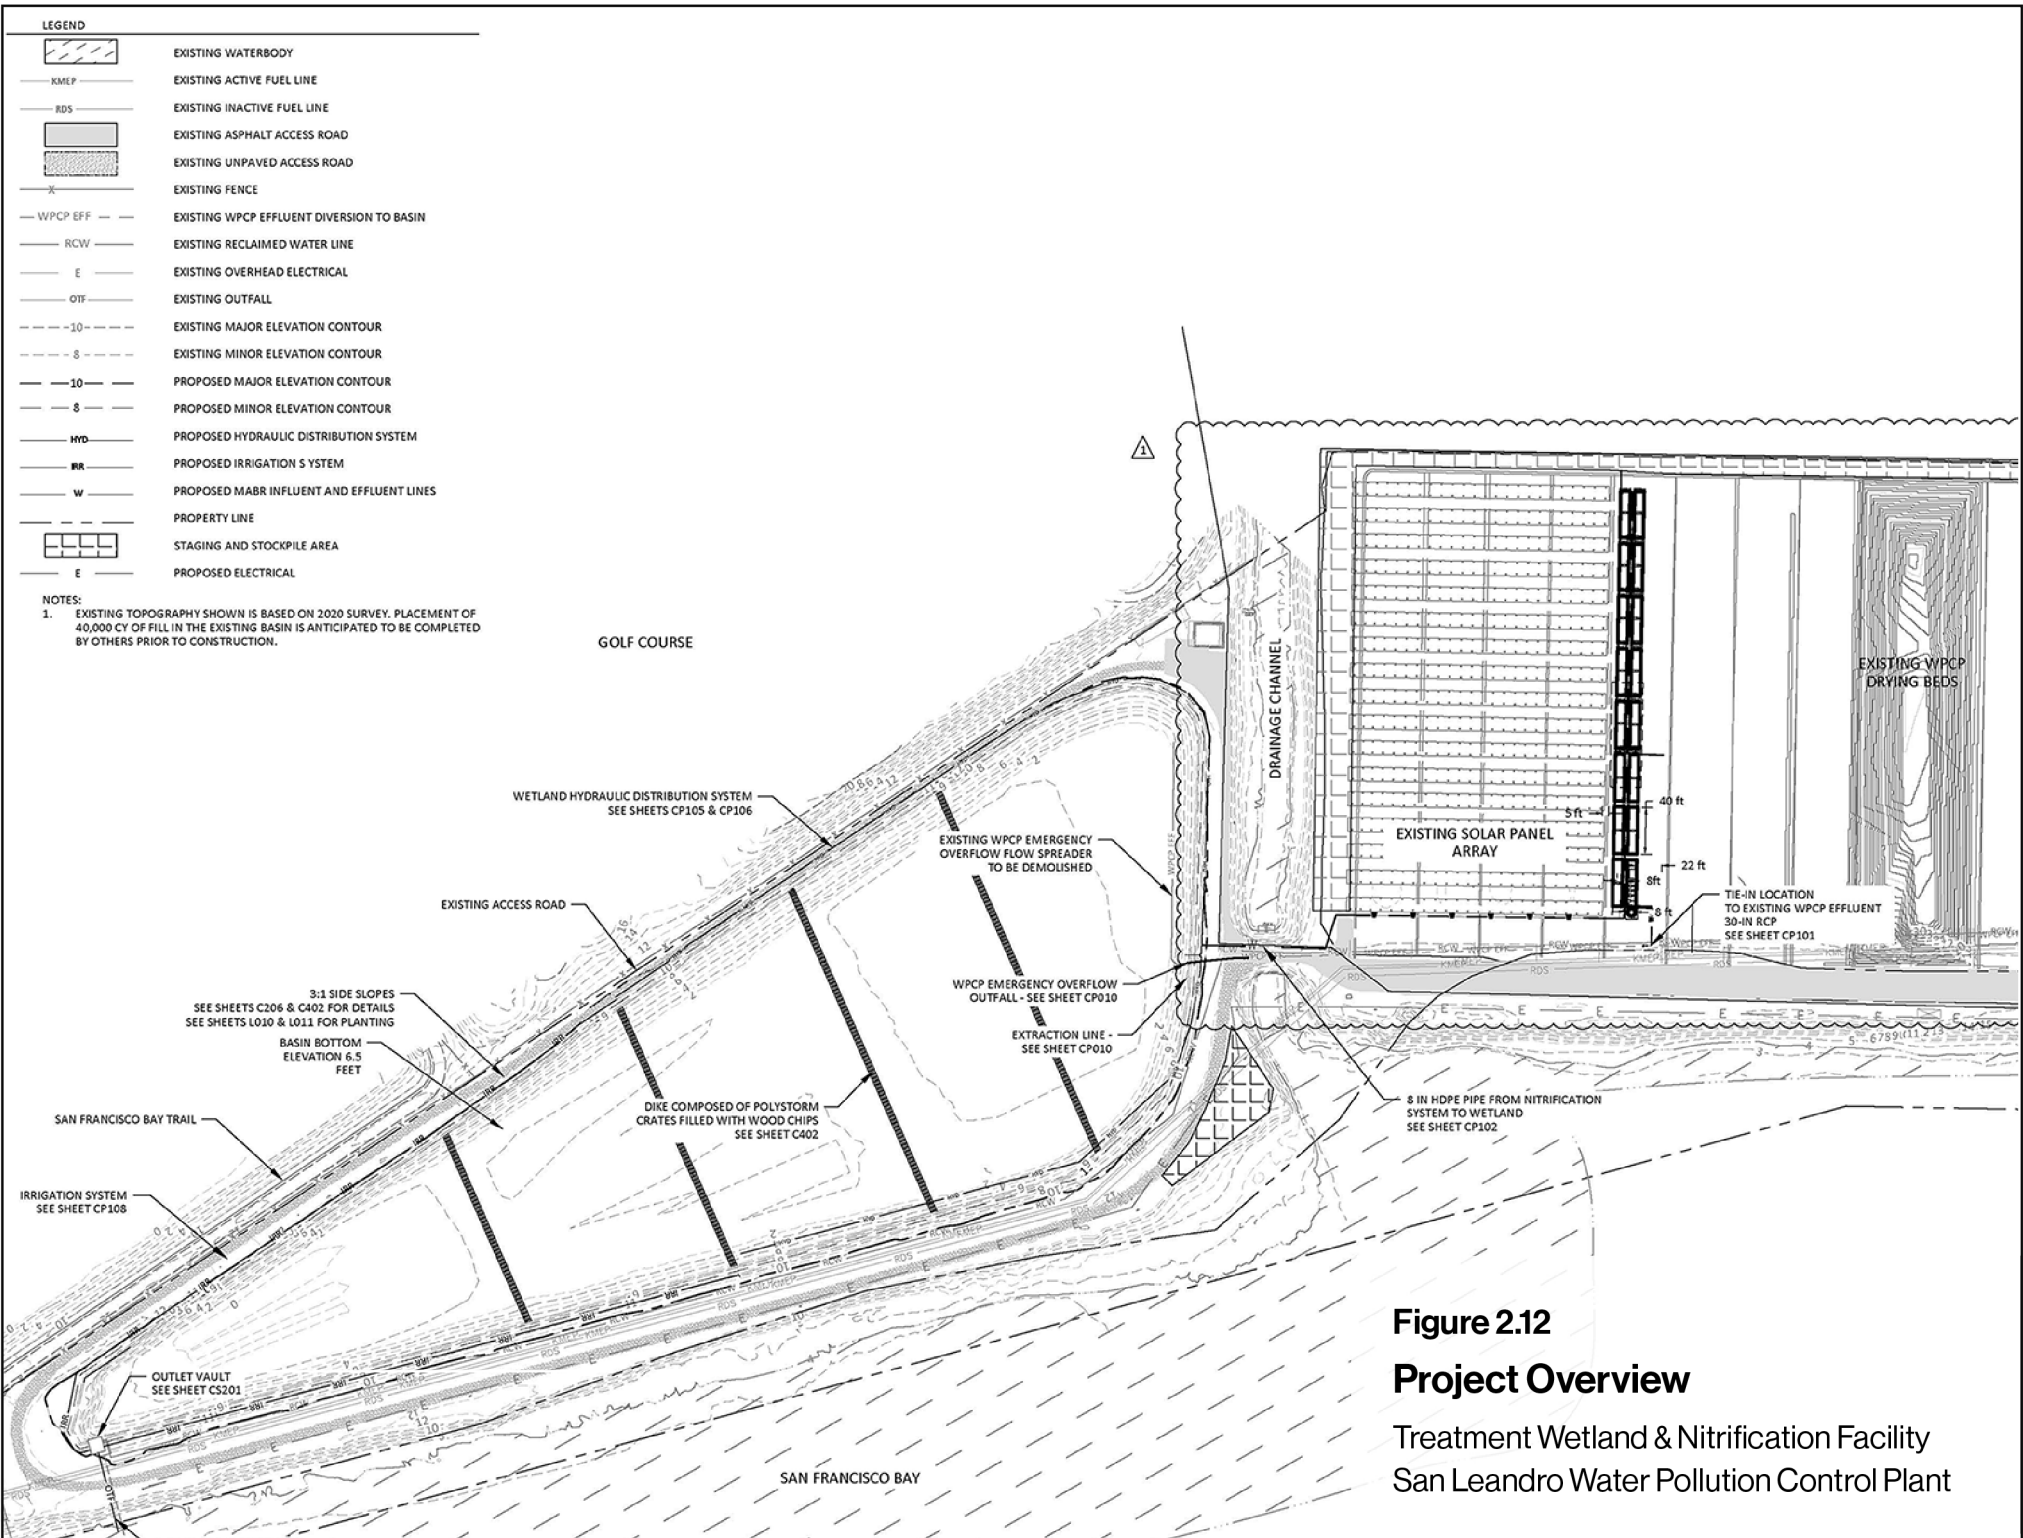 LEGEND
EXISTING WATERBODY
KMEP
EXISTING ACTIVE FUEL LINE
RDS
EXISTING INACTIVE FUEL LINE
EXISTING ASPHALT ACCESS ROAD
EXISTING UNPAVED ACCESS ROAD
X
EXISTING FENCE
WPCP EFF
EXISTING WPCP EFFLUENT DIVERSION TO BASIN
RCW
EXISTING RECLAIMED WATER LINE
E
EXISTING OVERHEAD ELECTRICAL
OTF
EXISTING OUTFALL
10
EXISTING MAJOR ELEVATION CONTOUR
8
EXISTING MINOR ELEVATION CONTOUR
10
PROPOSED MAJOR ELEVATION CONTOUR
8
PROPOSED MINOR ELEVATION CONTOUR
HYD
PROPOSED HYDRAULIC DISTRIBUTION SYSTEM
IRR
PROPOSED IRRIGATION S YSTEM
W
PROPOSED MABR INFLUENT AND EFFLUENT LINES
PROPERTY LINE
STAGING AND STOCKPILE AREA
E
PROPOSED ELECTRICAL
NOTES:
1. EXISTING TOPOGRAPHY SHOWN IS BASED ON 2020 SURVEY. PLACEMENT OF
40,000 CY OF FILL IN THE EXISTING BASIN IS ANTICIPATED TO BE COMPLETED
BY OTHERS PRIOR TO CONSTRUCTION.
GOLF COURSE
1
DRAINAGE CHANNEL
EXISTING WPCP
DRYING BEDS
WETLAND HYDRAULIC DISTRIBUTION SYSTEM
SEE SHEETS CP105 & CP106
EXISTING WPCP EMERGENCY
OVERFLOW FLOW SPREADER
TO BE DEMOLISHED
EXISTING SOLAR PANEL
ARRAY
5 ft
40 ft
22 ft
8ft
8 ft
TIE-IN LOCATION
TO EXISTING WPCP EFFLUENT
30-IN RCP
SEE SHEET CP101
EXISTING ACCESS ROAD
3:1 SIDE SLOPES
SEE SHEETS C206 & C402 FOR DETAILS
SEE SHEETS L010 & L011 FOR PLANTING
BASIN BOTTOM
ELEVATION 6.5
FEET
WPCP EMERGENCY OVERFLOW
OUTFALL - SEE SHEET CP010
EXTRACTION LINE -
SEE SHEET CP010
DIKE COMPOSED OF POLYSTORM
CRATES FILLED WITH WOOD CHIPS
SEE SHEET C402
8 IN HDPE PIPE FROM NITRIFICATION
SYSTEM TO WETLAND
SEE SHEET CP102
SAN FRANCISCO BAY TRAIL
IRRIGATION SYSTEM
SEE SHEET CP108
OUTLET VAULT
SEE SHEET CS201
SAN FRANCISCO BAY
Figure 2.12
Project Overview
Treatment Wetland & Nitrification Facility
San Leandro Water Pollution Control Plant